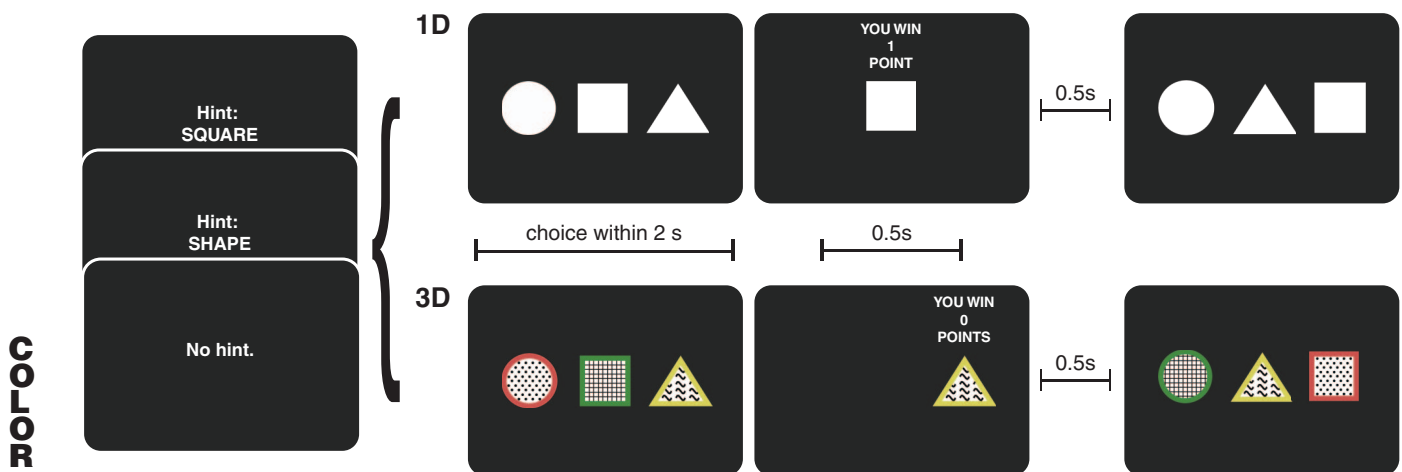 Hint:
SQUARE
Hint:
SHAPE
No hint.
1D
YOU WIN
1
POINT
0.5s
choice within 2 s
0.5s
3D
YOU WIN
0
POINTS
0.5s
COLOR